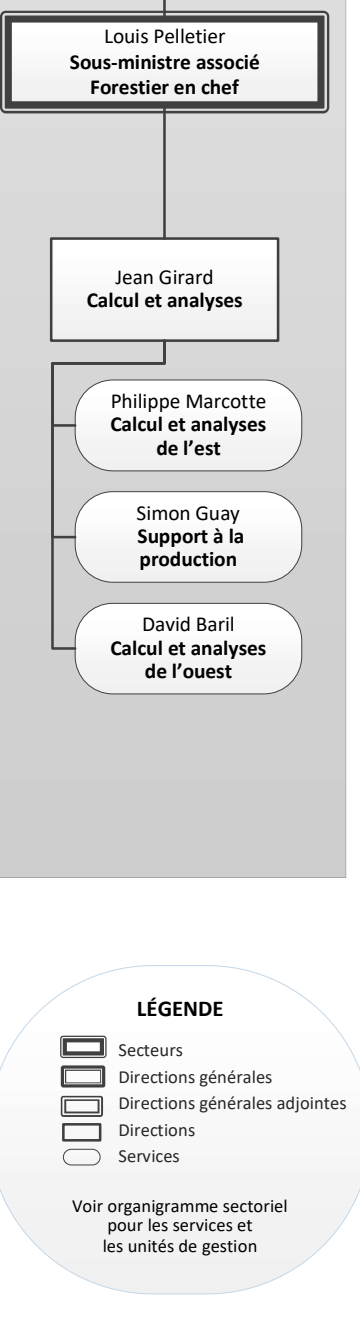 Louis Pelletier
Sous-ministre associé
Forestier en chef
Jean Girard
Calcul et analyses
Philippe Marcotte
Calcul et analyses
de l'est
Simon Guay
Support à la
production
David Baril
Calcul et analyses
de l'ouest
LÉGENDE
Secteurs
Directions générales
Directions générales adjointes
Directions
Services
Voir organigramme sectoriel
pour les services et
les unités de gestion